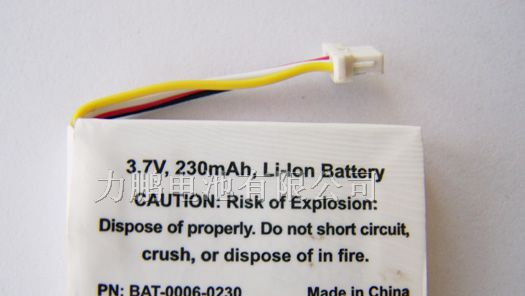 3.7V, 230mAh, Li-Ion Battery
力鹏电池有限公司
CAUTION: Risk of Explosion:
Dispose of properly. Do not short circuit,
crush, or dispose of in fire.
PN: BAT-0006-0230 Made in China